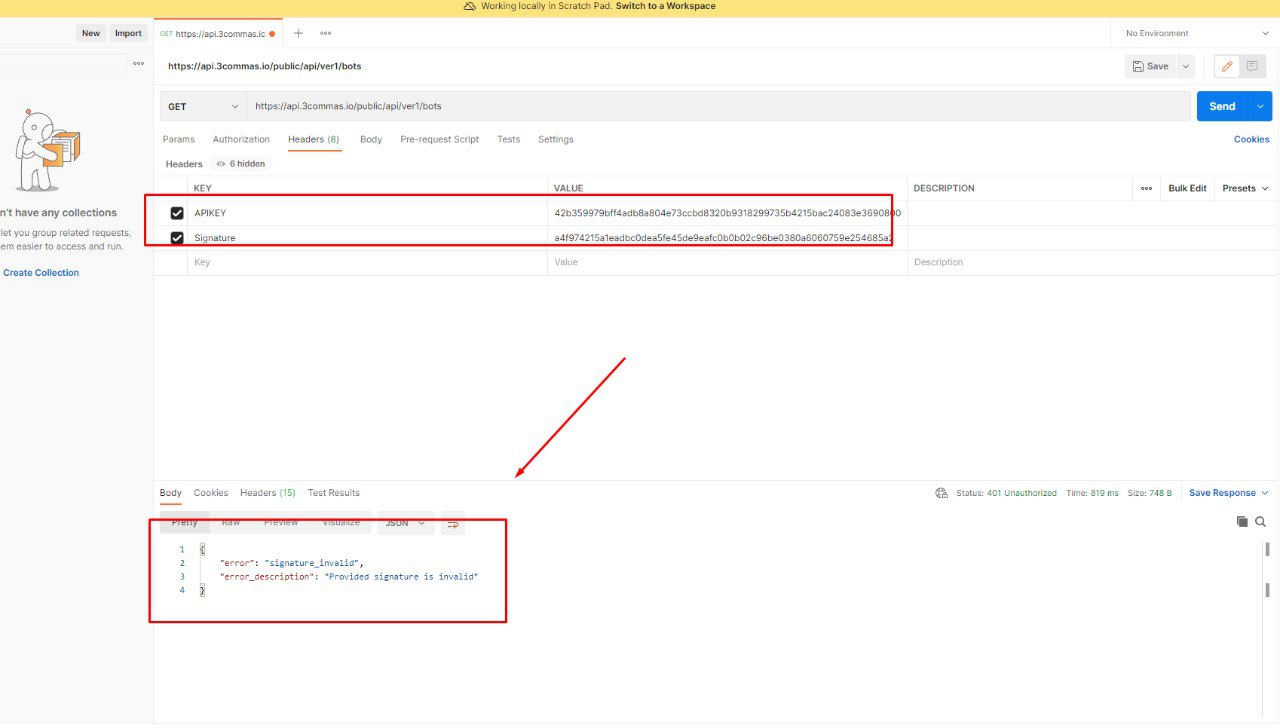 Working locally in Scratch Pad. Switch to a Workspace
New Import GET https://api.3commas.ic No Environment
https://api.3commas.io/public/api/ver1/bots Save
GET https://api.3commas.io/public/api/ver1/bots Send
Params Authorization Headers (8) Body Pre-request Script Tests Settings Cookies
Headers 6 hidden
KEY VALUE DESCRIPTION Bulk Edit Presets
APIKEY 42b359979bff4adb8a804e73ccbd8320b9318299735b4215bac24083e3690800
Signature a4f974215a1eadbc0dea5fe45de9eafc0b0b02c96be0380a6060759e254685a2
Key Value Description
n't have any collections
let you group related requests,
em easier to access and run.
Create Collection
Body Cookies Headers (15) Test Results Status: 401 Unauthorized Time: 819 ms Size: 748 B Save Response
Pretty Raw Preview Visualize JSON
1 {
2 "error": "signature_invalid",
3 "error_description": "Provided signature is invalid"
4 }